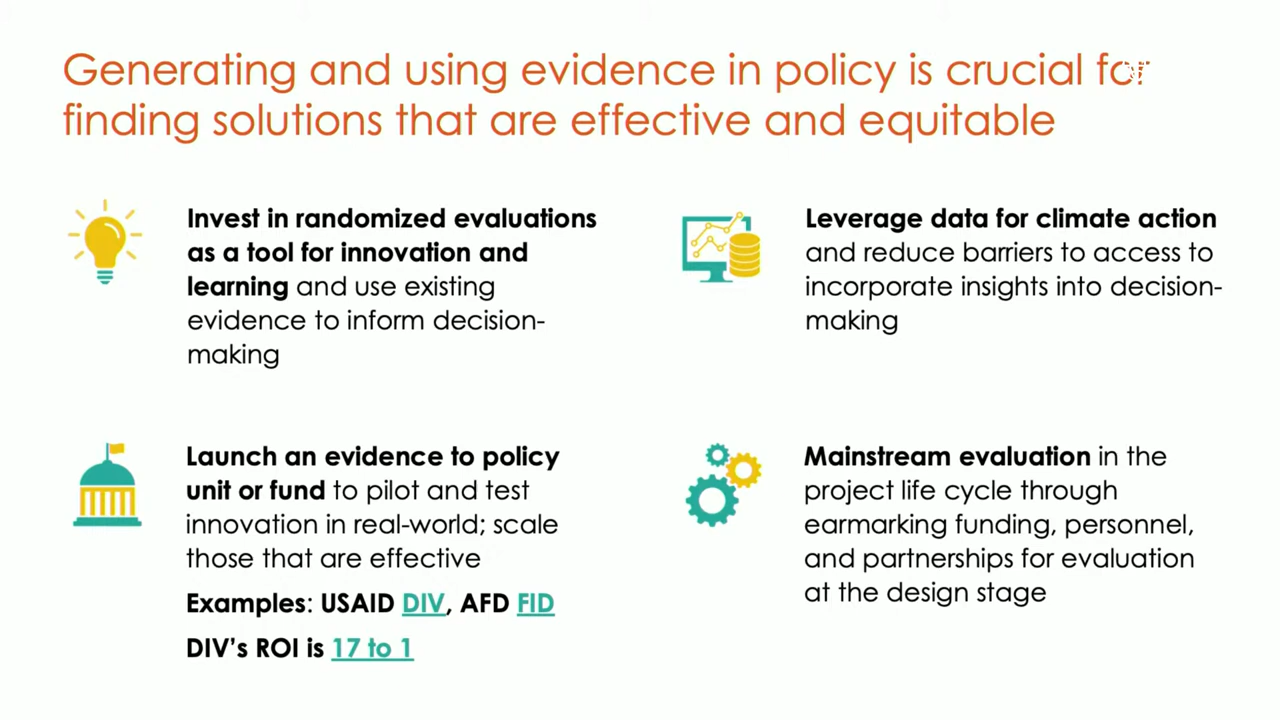 Generating and using evidence in policy is crucial for
finding solutions that are effective and equitable
Invest in randomized evaluations
as a tool for innovation and
learning and use existing
evidence to inform decision-
making
Leverage data for climate action
and reduce barriers to access to
incorporate insights into decision-
making
Launch an evidence to policy
unit or fund to pilot and test
innovation in real-world; scale
those that are effective
Examples: USAID DIV, AFD FID
DIV’s ROI is 17 to 1
Mainstream evaluation in the
project life cycle through
earmarking funding, personnel,
and partnerships for evaluation
at the design stage